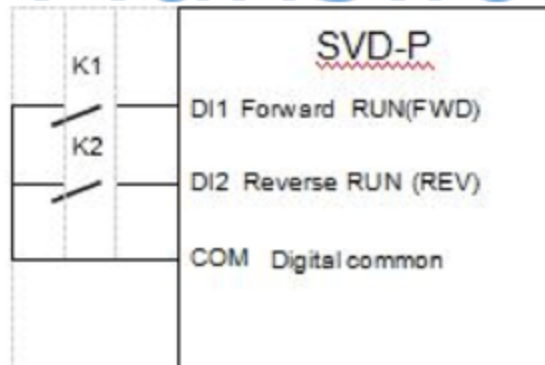 SVD-P
K1
DI1 Forward RUN(FWD)
K2
DI2 Reverse RUN (REV)
COM Digital common